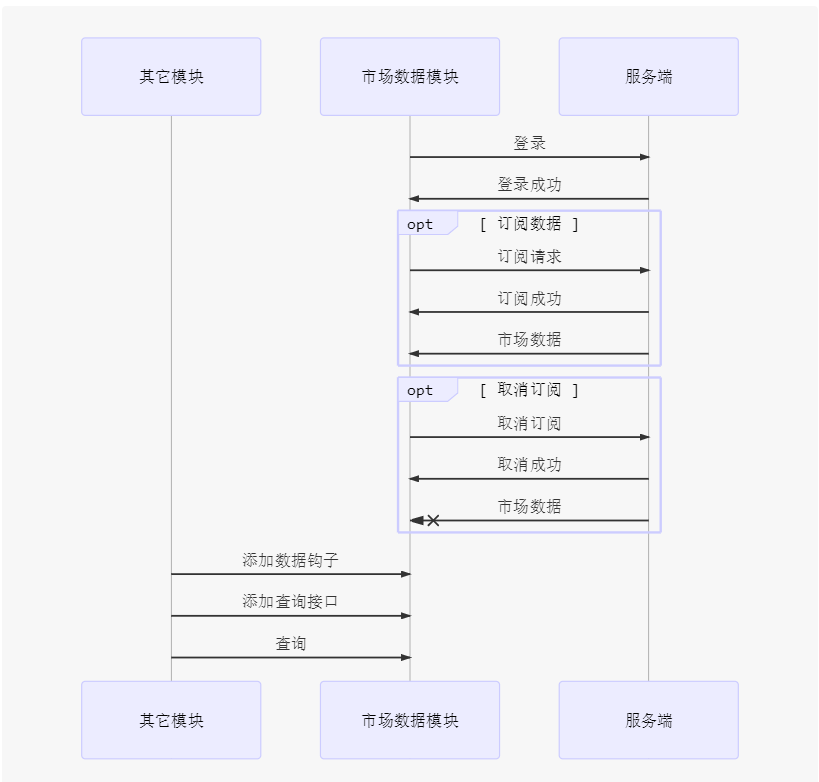 其它模块 市场数据模块 服务端
登录
登录成功
opt [ 订阅数据 ]
订阅请求
订阅成功
市场数据
opt [ 取消订阅 ]
取消订阅
取消成功
市场数据
添加数据钩子
添加查询接口
查询
其它模块 市场数据模块 服务端